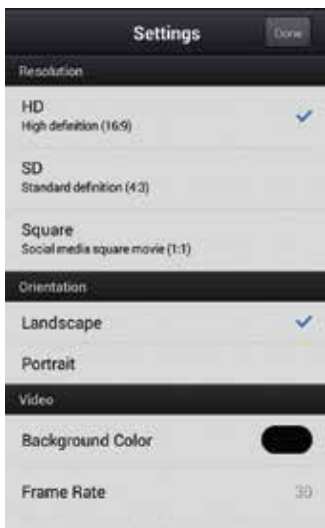 Settings
Done
Resolution
HD
High definition (16:9)
SD
Standard definition (4:3)
Square
Social media square movie (1:1)
Orientation
Landscape
Portrait
Video
Background Color
Frame Rate 30